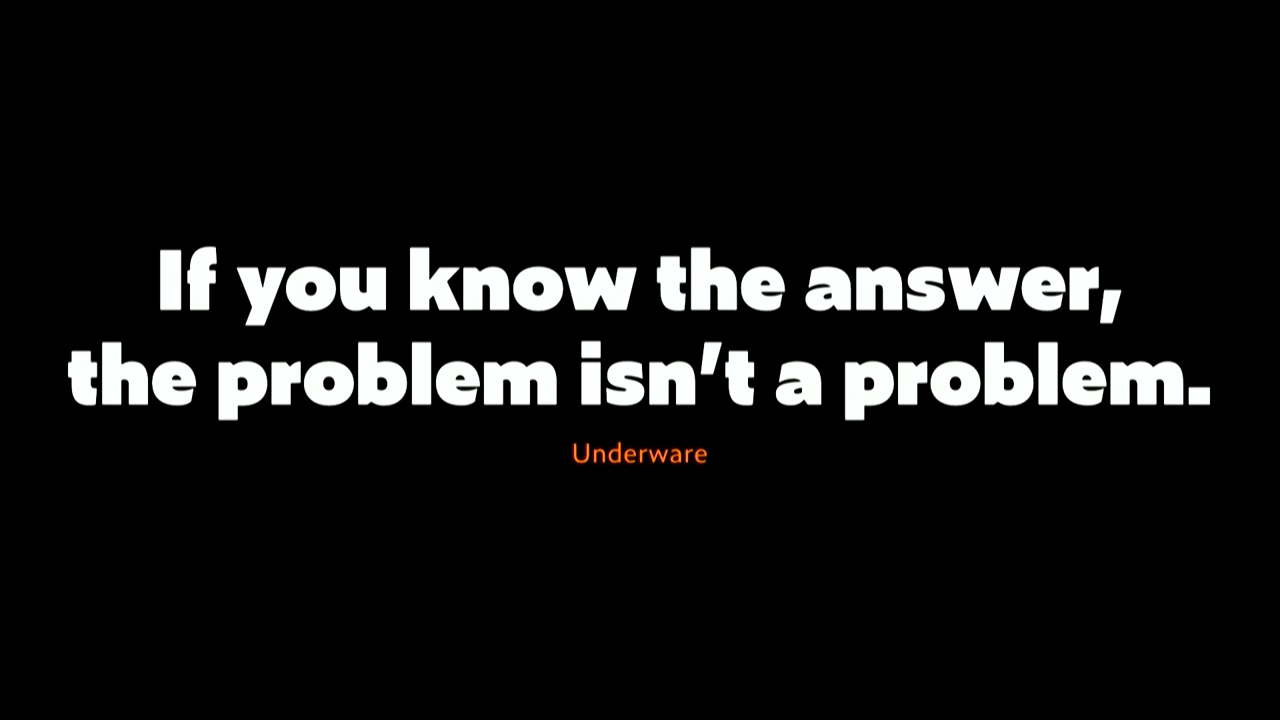 If you know the answer,
the problem isn’t a problem.
Underware